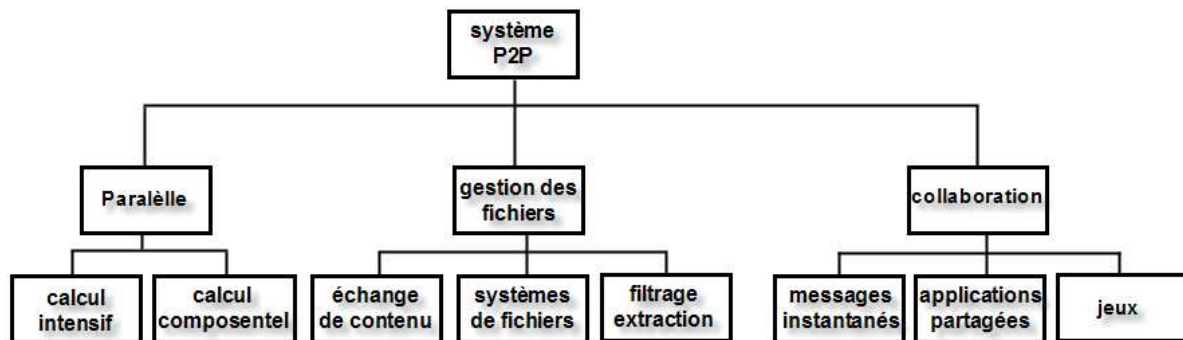 système
P2P
Paralèlle
gestion des
fichiers
collaboration
calcul
intensif
calcul
composentel
échange
de contenu
systèmes
de fichiers
filtrage
extraction
messages
instantanés
applications
partagées
jeux